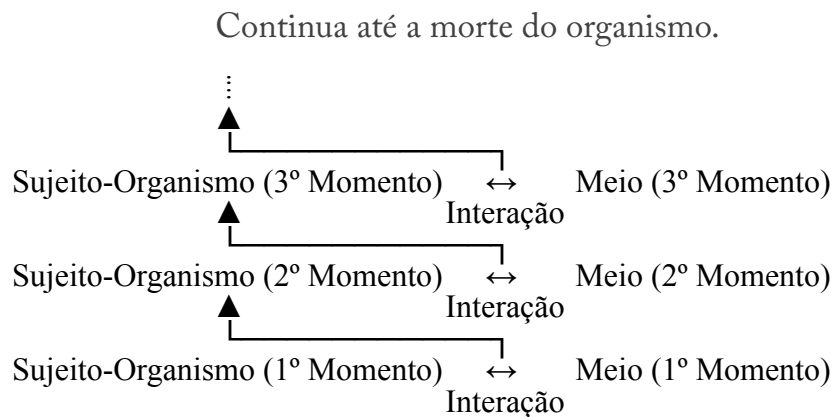 Continua até a morte do organismo.
Sujeito-Organismo (3º Momento) ↔ Meio (3º Momento)
Interação
Sujeito-Organismo (2º Momento) ↔ Meio (2º Momento)
Interação
Sujeito-Organismo (1º Momento) ↔ Meio (1º Momento)
Interação